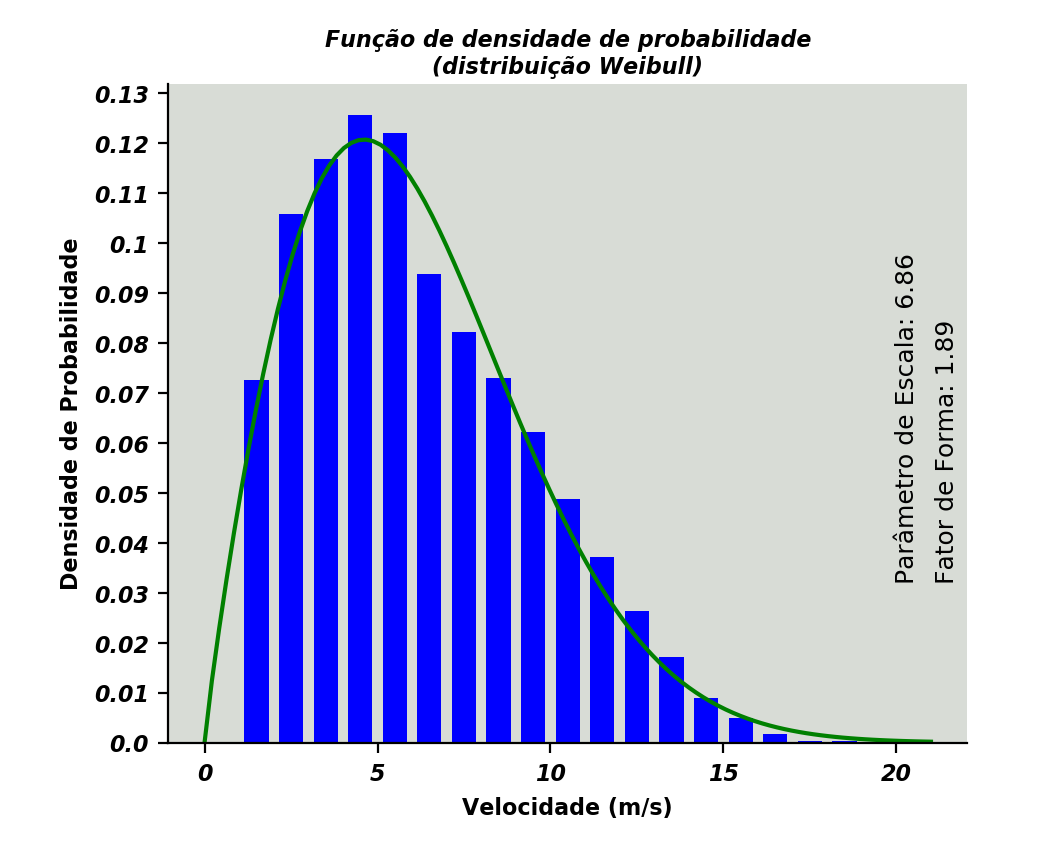 Função de densidade de probabilidade
(distribuição Weibull)
0.13
0.12
0.11
0.1
0.09
0.08
0.07
0.06
0.05
0.04
0.03
0.02
0.01
0.0
Densidade de Probabilidade
Parâmetro de Escala: 6.86
Fator de Forma: 1.89
0 5 10 15 20
Velocidade (m/s)